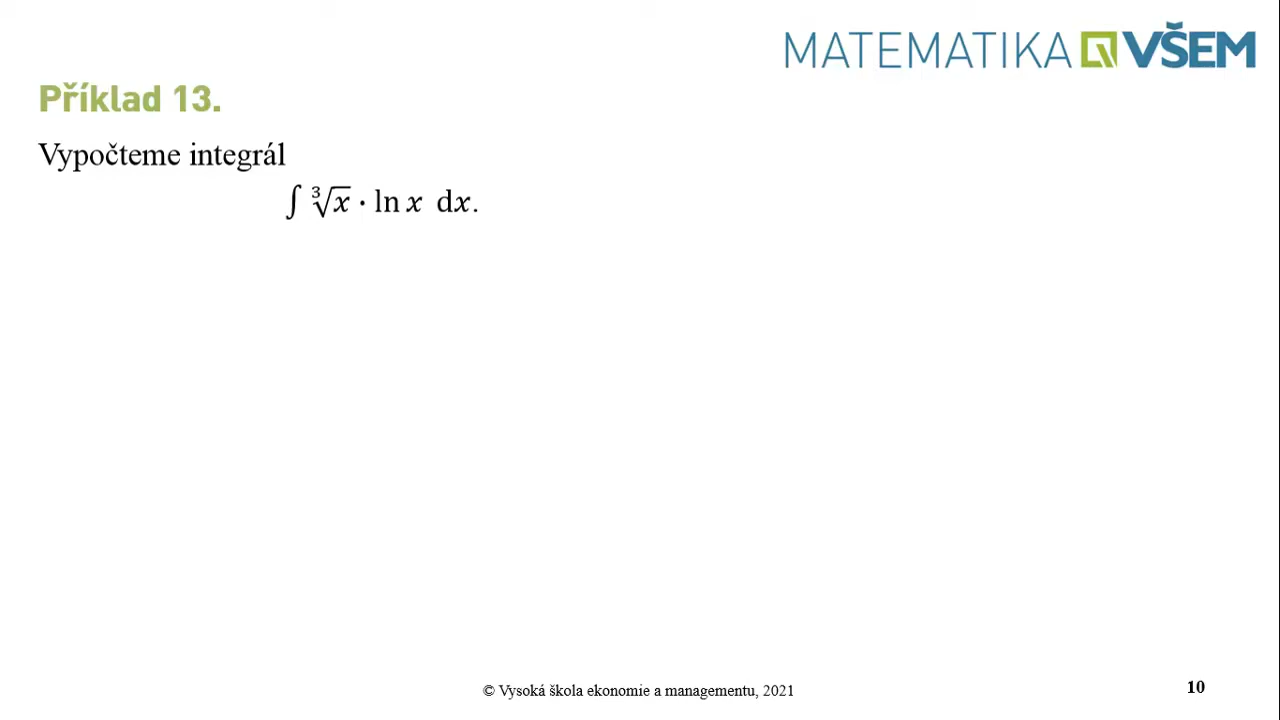 MATEMATIKA VŠEM
Příklad 13.
Vypočteme integrál
∫ ∛x · ln x dx.
© Vysoká škola ekonomie a managementu, 2021
10